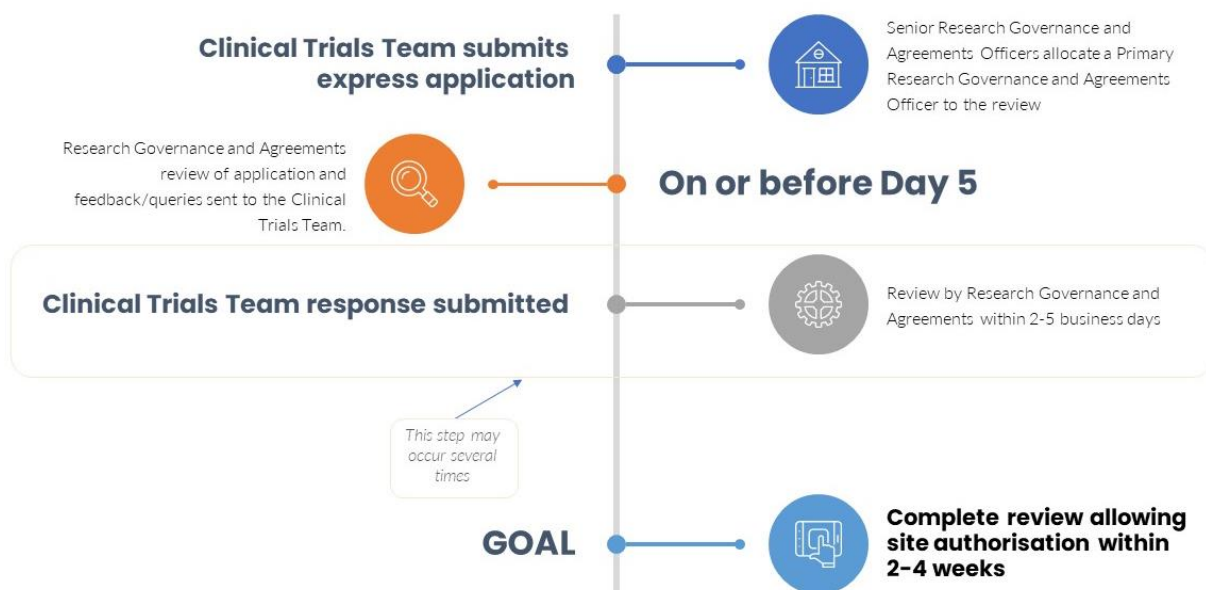 Clinical Trials Team submits
express application
Senior Research Governance and
Agreements Officers allocate a Primary
Research Governance and Agreements
Officer to the review
Research Governance and Agreements
review of application and
feedback/queries sent to the Clinical
Trials Team.
On or before Day 5
Clinical Trials Team response submitted
Review by Research Governance and
Agreements within 2-5 business days
This step may
occur several
times
GOAL
Complete review allowing
site authorisation within
2-4 weeks